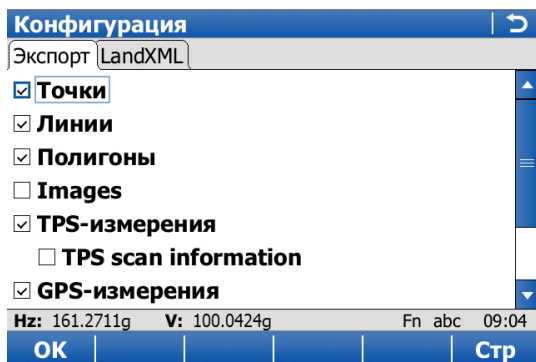 Конфигурация
Экспорт LandXML
Точки
Линии
Полигоны
Images
TPS-измерения
TPS scan information
GPS-измерения
Hz: 161.2711g V: 100.0424g Fn abc 09:04
OK Стр